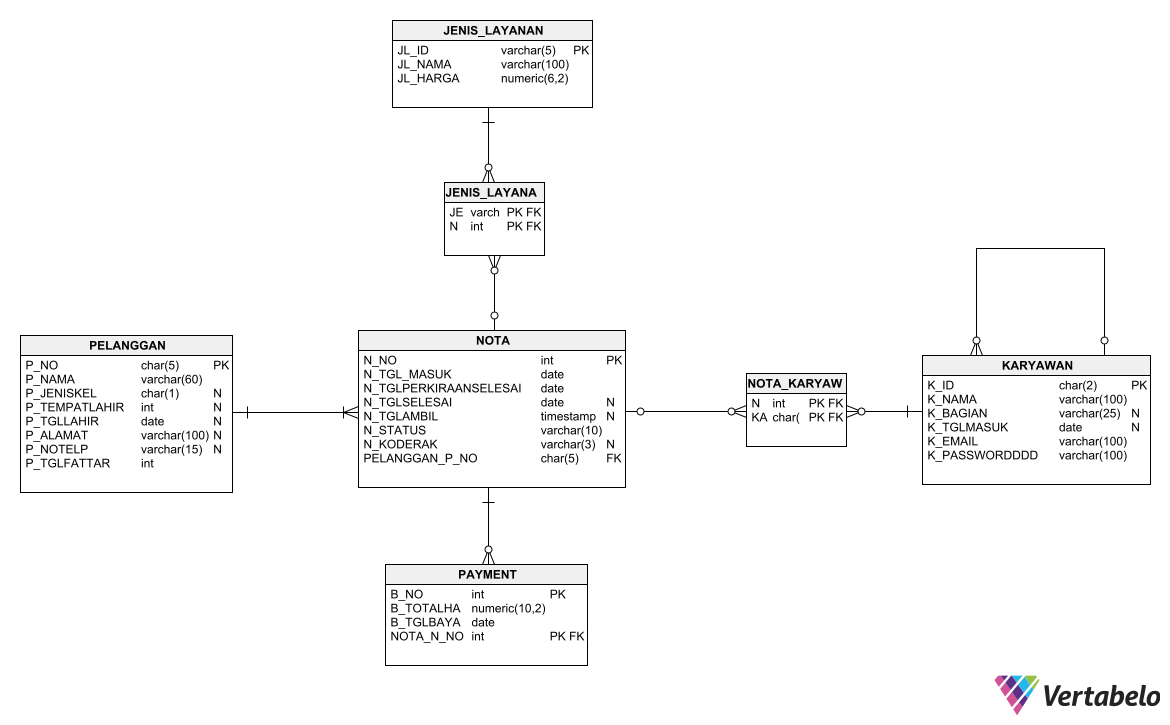 JENIS_LAYANAN
JL_ID varchar(5) PK
JL_NAMA varchar(100)
JL_HARGA numeric(6,2)
JENIS_LAYANA
JE varch PK FK
N int PK FK
PELANGGAN
P_NO char(5) PK
P_NAMA varchar(60)
P_JENISKEL char(1) N
P_TEMPATLAHIR int N
P_TGLLAHIR date N
P_ALAMAT varchar(100) N
P_NOTELP varchar(15) N
P_TGLFATTAR int
NOTA
N_NO int PK
N_TGL_MASUK date
N_TGLPERKIRAANSELESAI date
N_TGLSELESAI date N
N_TGLAMBIL timestamp N
N_STATUS varchar(10)
N_KODERAK varchar(3) N
PELANGGAN_P_NO char(5) FK
NOTA_KARYAW
N int PK FK
KA char( PK FK
KARYAWAN
K_ID char(2) PK
K_NAMA varchar(100)
K_BAGIAN varchar(25) N
K_TGLMASUK date N
K_EMAIL varchar(100)
K_PASSWORDDDD varchar(100)
PAYMENT
B_NO int PK
B_TOTALHA numeric(10,2)
B_TGLBAYA date
NOTA_N_NO int PK FK
Vertabelo